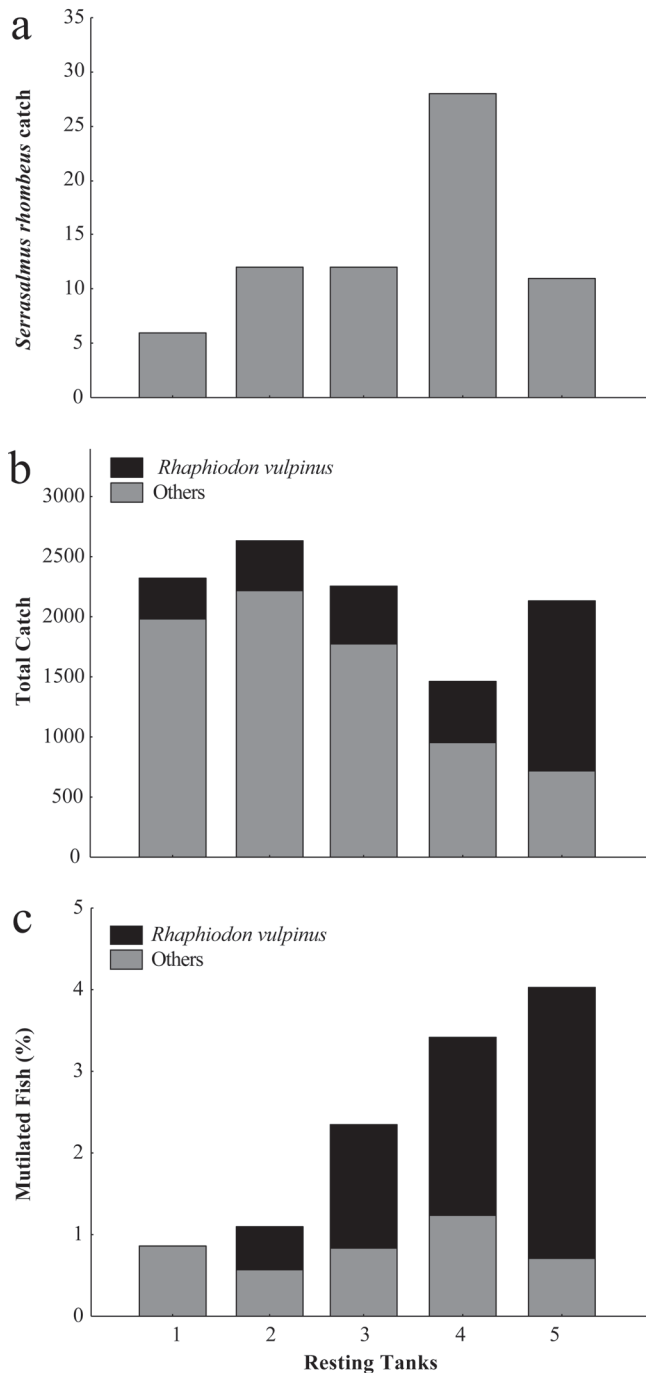 a
35
30
25
20
15
10
5
0
Serrasalmus rhombeus catch
b
Rhaphiodon vulpinus
Others
3000
2500
2000
1500
1000
500
0
Total Catch
c
Rhaphiodon vulpinus
Others
5
4
3
2
1
0
Mutilated Fish (%)
1 2 3 4 5
Resting Tanks